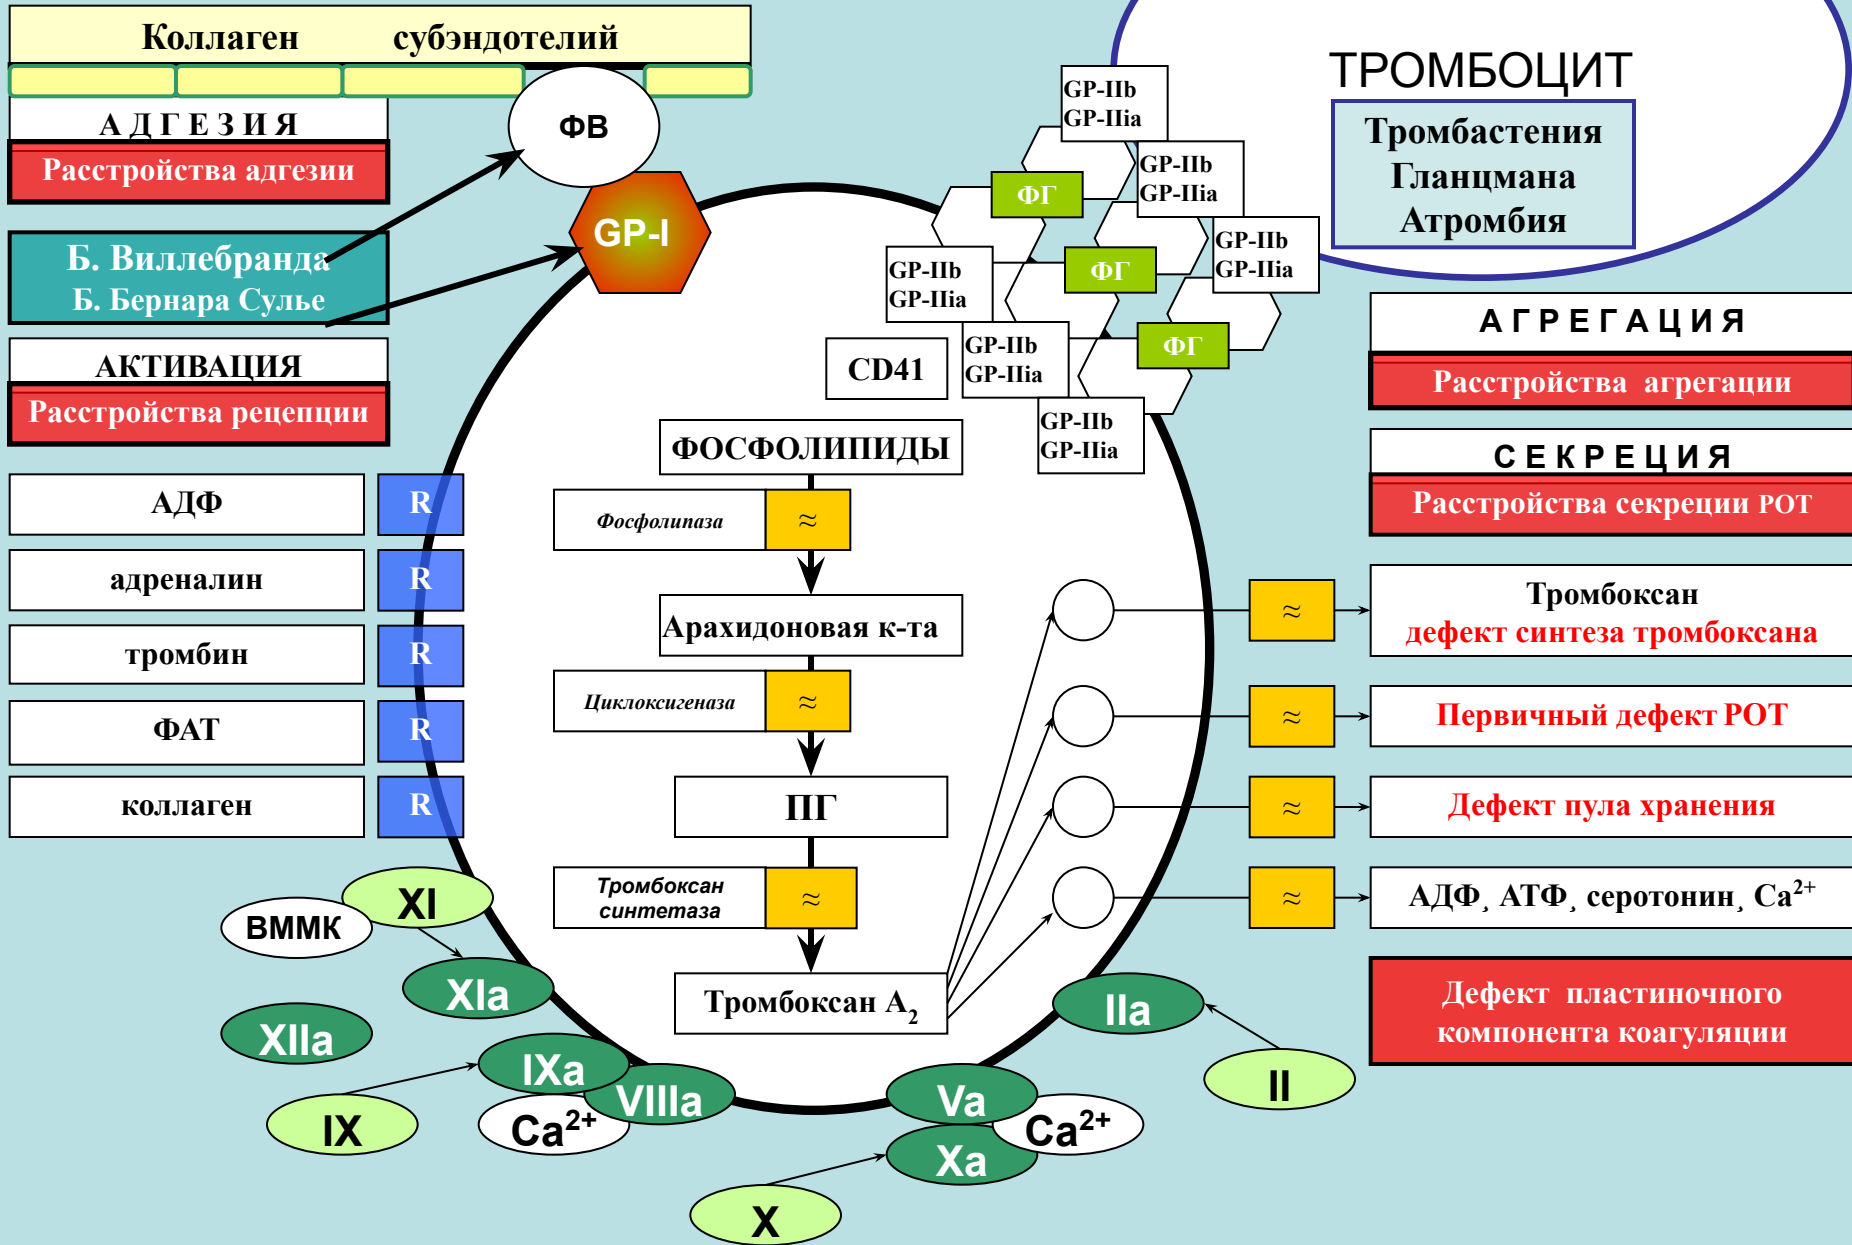 Коллаген субэндотелий
АДГЕЗИЯ
Расстройства адгезии
ФВ
GP-I
Б. Виллебранда
Б. Бернара Сулье
АКТИВАЦИЯ
Расстройства рецепции
АДФ
R
адреналин
R
тромбин
R
ФАТ
R
коллаген
R
ТРОМБОЦИТ
Тромбастения
Гланцмана
Атромбия
GP-IIb
GP-IIia
GP-IIb
GP-IIia
GP-IIb
GP-IIia
ФГ
ФГ
ФГ
GP-IIb
GP-IIia
GP-IIb
GP-IIia
GP-IIb
GP-IIia
CD41
ФОСФОЛИПИДЫ
Фосфолипаза
≈
Арахидоновая к-та
Циклоксигеназа
≈
ПГ
Тромбоксан
синтетаза
≈
Тромбоксан А₂
АГРЕГАЦИЯ
Расстройства агрегации
СЕКРЕЦИЯ
Расстройства секреции РОТ
≈
Тромбоксан
дефект синтеза тромбоксана
≈
Первичный дефект РОТ
≈
Дефект пула хранения
≈
АДФ, АТФ, серотонин, Са²⁺
Дефект пластиночного
компонента коагуляции
XI
ВММК
XIa
XIIa
IXa
VIIIa
IX
Ca²⁺
Va
Ca²⁺
Xa
X
IIa
II